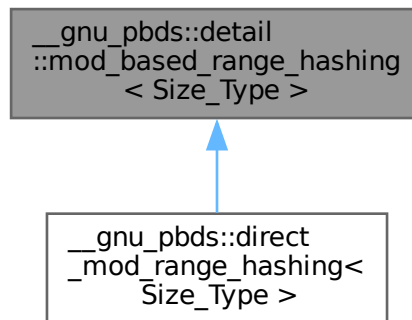 __gnu_pbds::detail
::mod_based_range_hashing
< Size_Type >
__gnu_pbds::direct
_mod_range_hashing<
Size_Type >